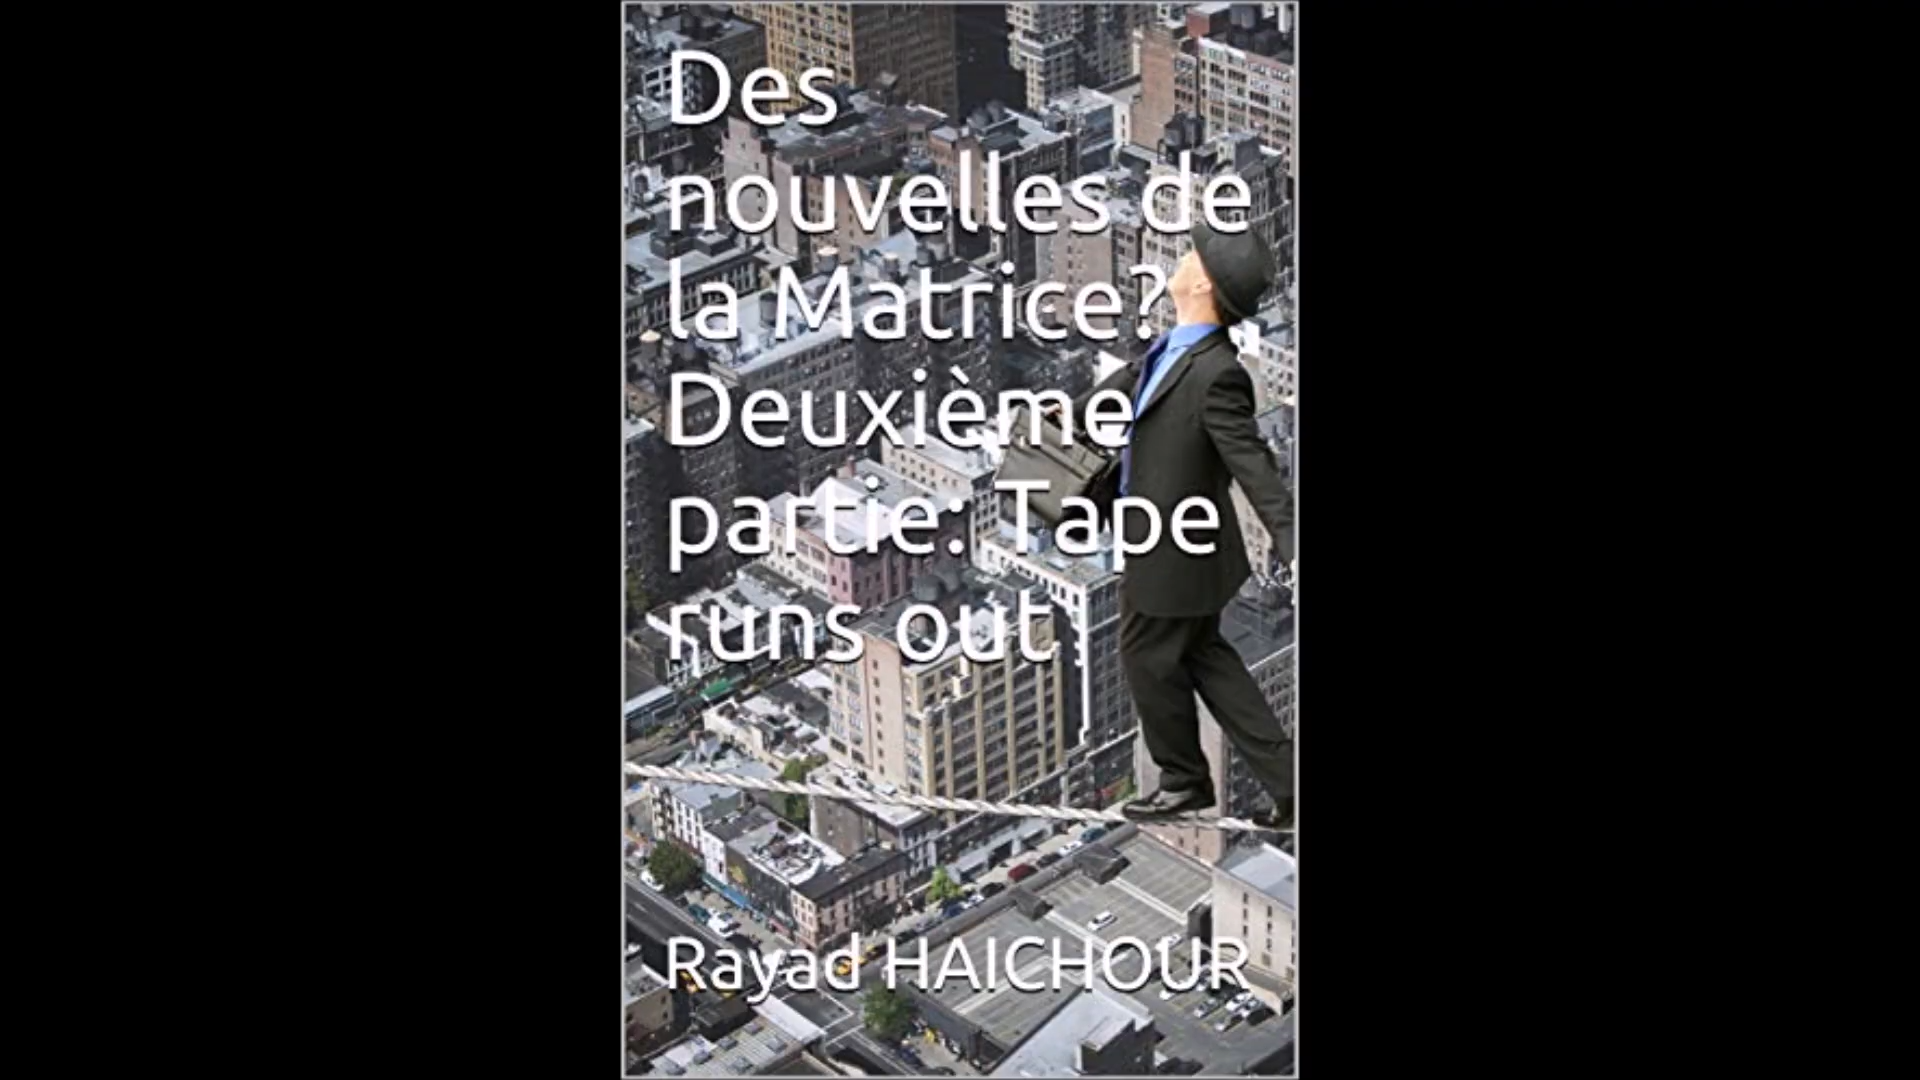 Des
nouvelles de
la Matrice?
Deuxième
partie: Tape
runs out
Rayad HAICHOUR